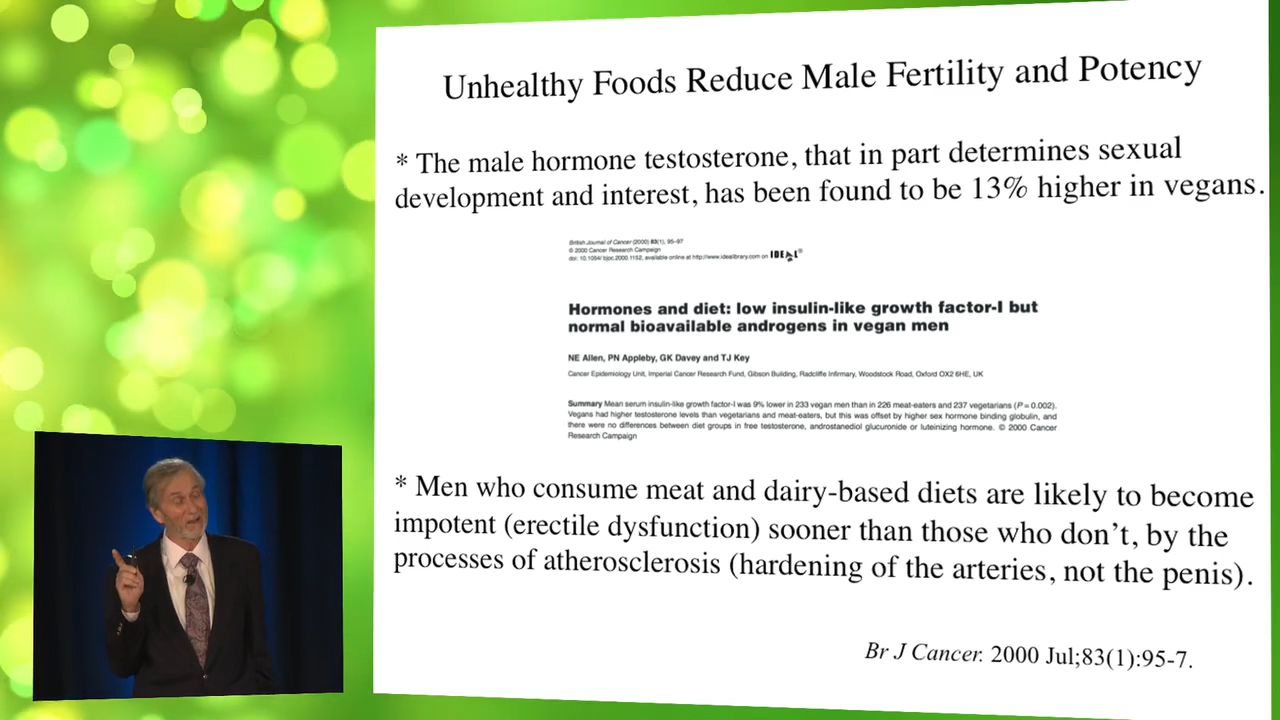 Unhealthy Foods Reduce Male Fertility and Potency
* The male hormone testosterone, that in part determines sexual
development and interest, has been found to be 13% higher in vegans.
British Journal of Cancer (2000) 83(1), 95–97
© 2000 Cancer Research Campaign
doi: 10.1054/ bjoc.2000.1152, available online at http://www.idealibrary.com on IDEAL®
Hormones and diet: low insulin-like growth factor-I but
normal bioavailable androgens in vegan men
NE Allen, PN Appleby, GK Davey and TJ Key
Cancer Epidemiology Unit, Imperial Cancer Research Fund, Gibson Building, Radcliffe Infirmary, Woodstock Road, Oxford OX2 6HE, UK
Summary Mean serum insulin-like growth factor-I was 9% lower in 233 vegan men than in 226 meat-eaters and 237 vegetarians (P = 0.002).
Vegans had higher testosterone levels than vegetarians and meat-eaters, but this was offset by higher sex hormone binding globulin, and
there were no differences between diet groups in free testosterone, androstanediol glucuronide or luteinizing hormone. © 2000 Cancer
Research Campaign
* Men who consume meat and dairy-based diets are likely to become
impotent (erectile dysfunction) sooner than those who don't, by the
processes of atherosclerosis (hardening of the arteries, not the penis).
Br J Cancer. 2000 Jul;83(1):95-7.